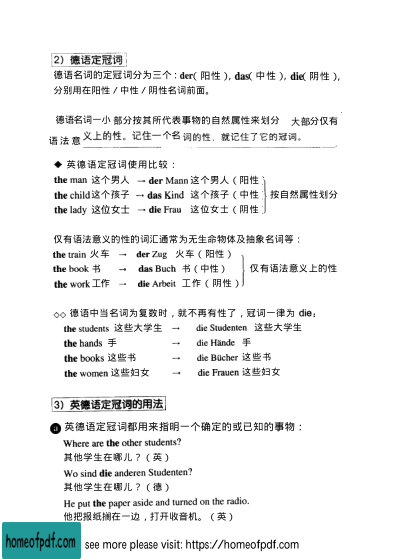 2）德语定冠词
德语名词的定冠词分为三个：der(阳性)，das(中性)，die(阴性)，
分别用在阳性/中性/阴性名词前面。
德语名词一小部分按其所代表事物的自然属性来划分 大部分仅有
语法意义上的性。记住一个名词的性，就记住了它的冠词。
◆ 英德语定冠词使用比较：
the man 这个男人 → der Mann 这个男人（阳性
the child 这个孩子 → das Kind 这个孩子（中性 按自然属性划分
the lady 这位女士 → die Frau 这位女士（阴性
仅有语法意义的性的词汇通常为无生命物体及抽象名词等：
the train 火车 → der Zug 火车（阳性）
the book 书 → das Buch 书（中性） 仅有语法意义上的性
the work 工作 → die Arbeit 工作（阴性）
◇◇ 德语中当名词为复数时，就不再有性了，冠词一律为 die：
the students 这些大学生 → die Studenten 这些大学生
the hands 手 → die Hände 手
the books 这些书 → die Bücher 这些书
the women 这些妇女 → die Frauen 这些妇女
3）英德语定冠词的用法
a 英德语定冠词都用来指明一个确定的或已知的事物：
Where are the other students?
其他学生在哪儿？（英）
Wo sind die anderen Studenten?
其他学生在哪儿？（德）
He put the paper aside and turned on the radio.
他把报纸搁在一边，打开收音机。（英）
homeofpdf.com see more please visit: https://homeofpdf.com